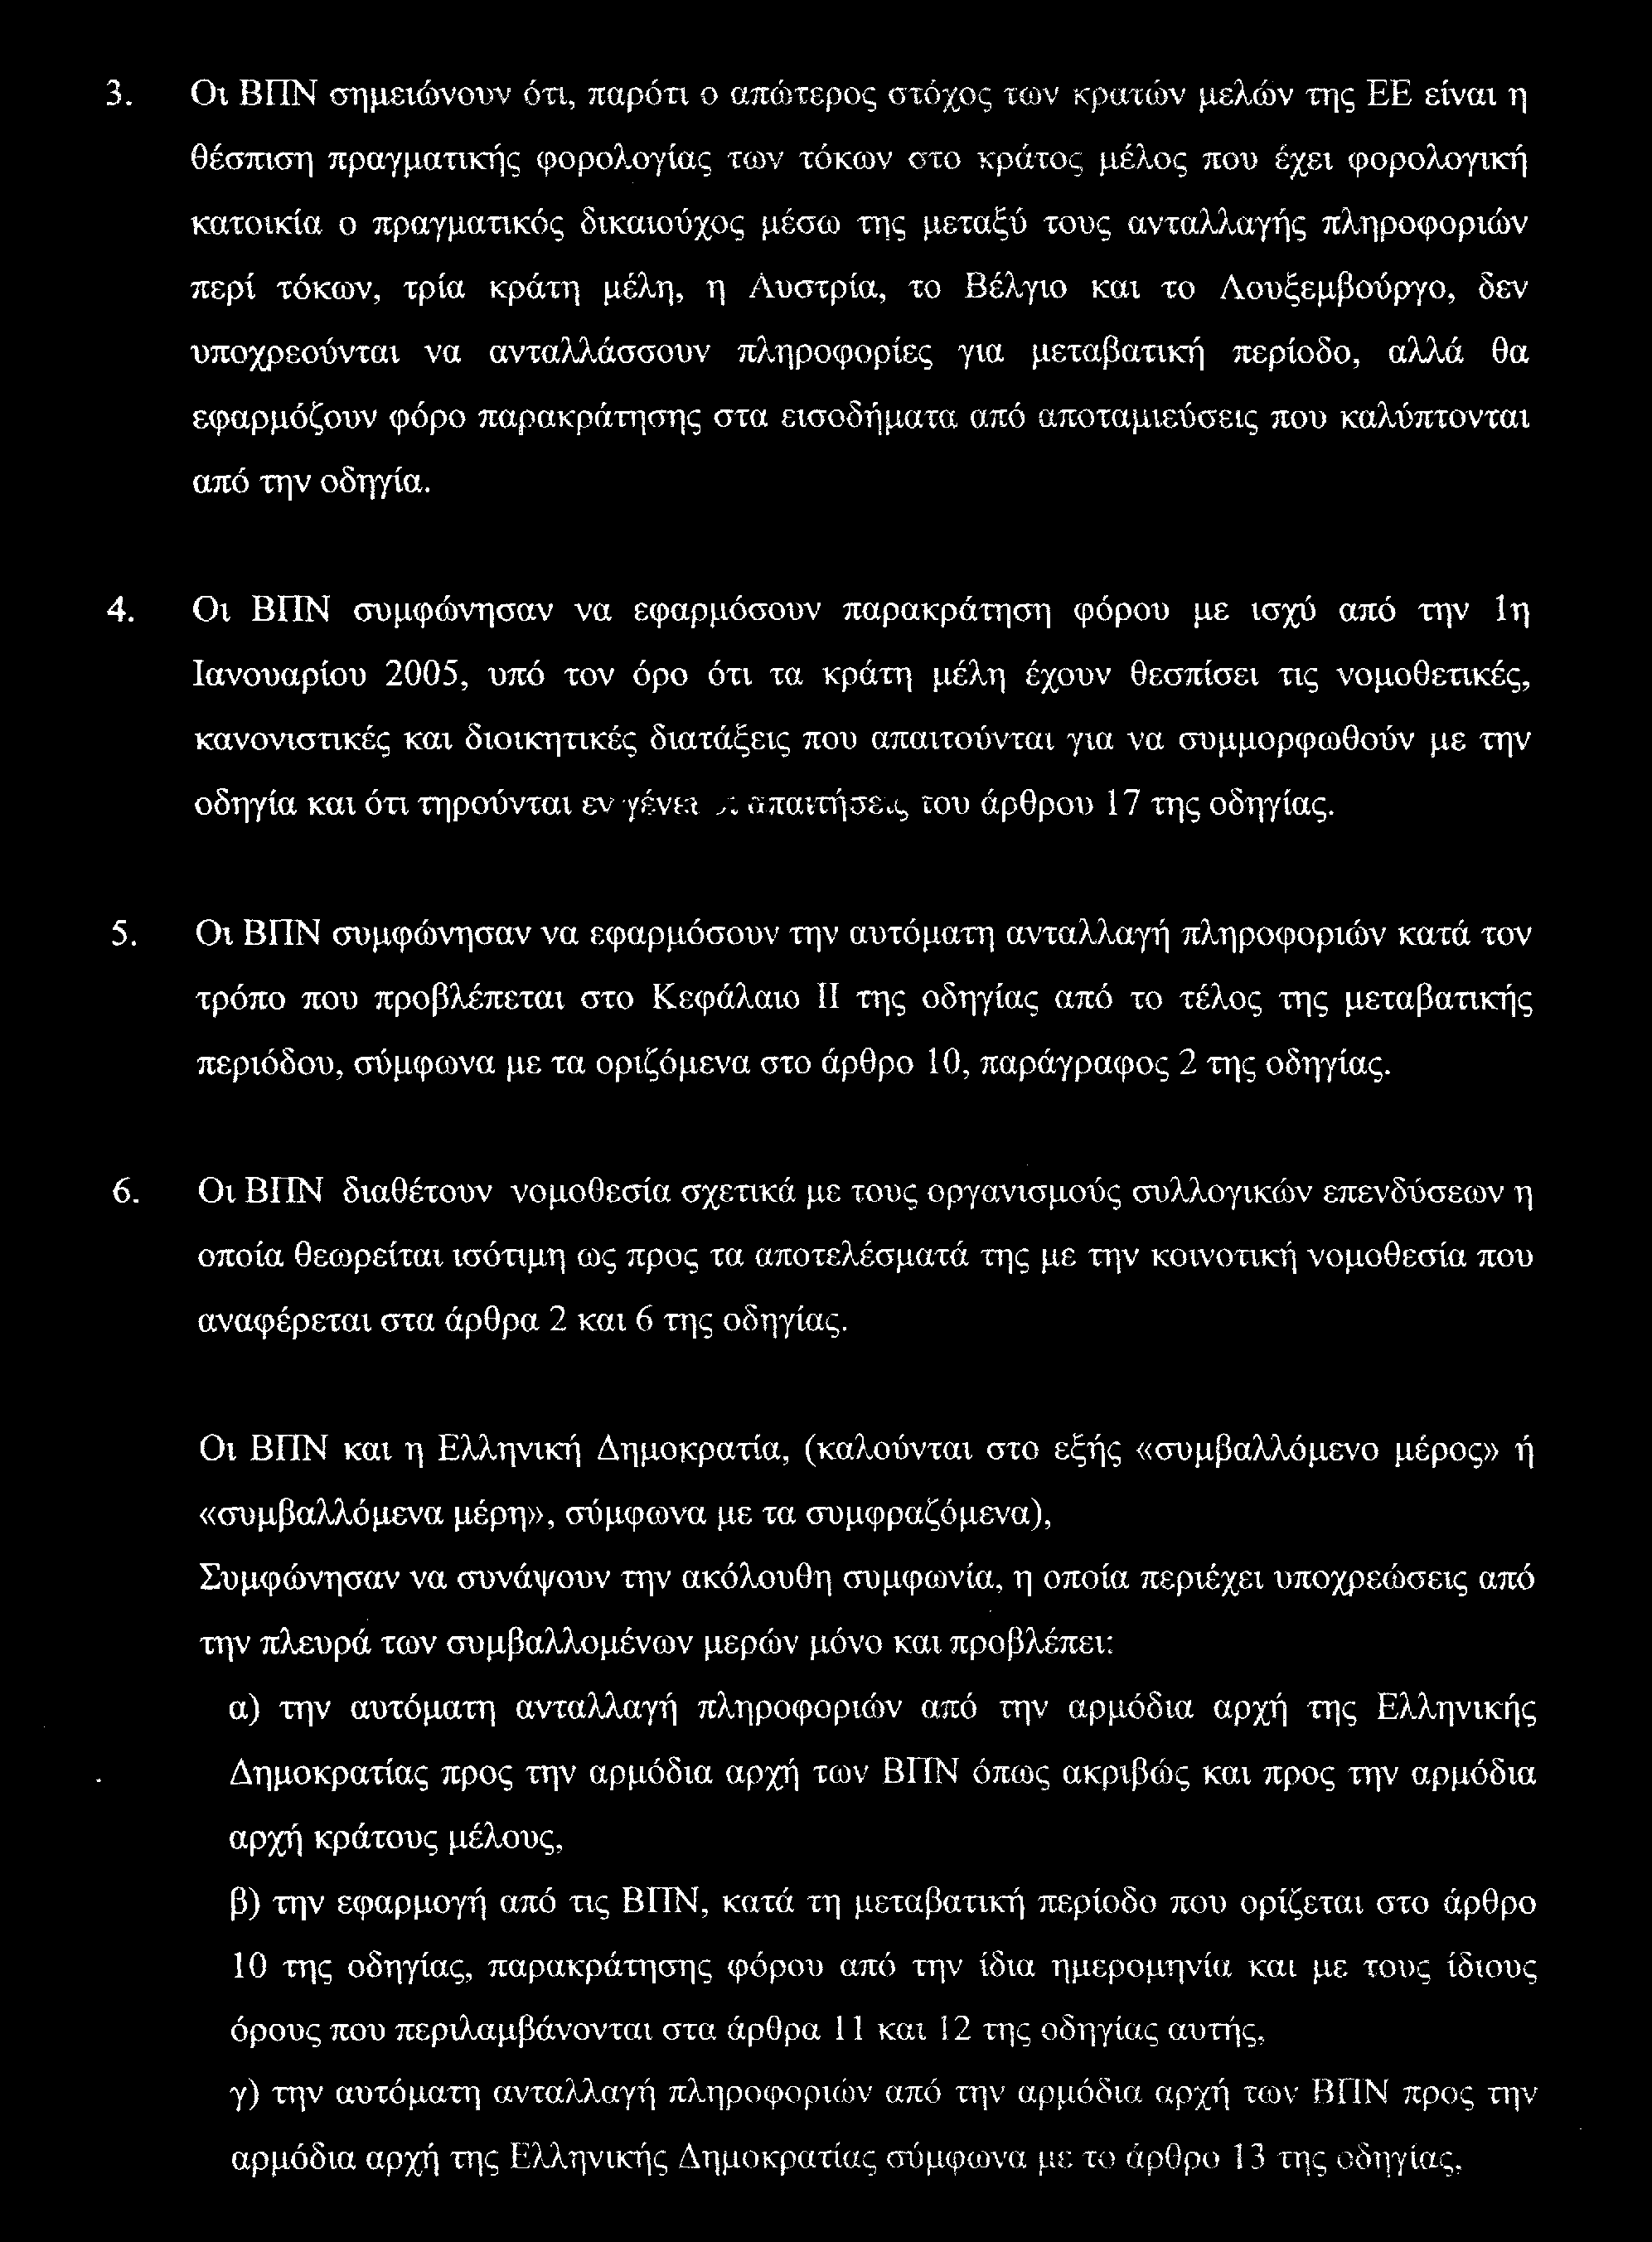 3. Οι ΒΠΝ σημειώνουν ότι, παρότι ο απώτερος στόχος των κρατών μελών της ΕΕ είναι η
θέσπιση πραγματικής φορολογίας των τόκων στο κράτος μέλος που έχει φορολογική
κατοικία ο πραγματικός δικαιούχος μέσω της μεταξύ τους ανταλλαγής πληροφοριών
περί τόκων, τρία κράτη μέλη, η Αυστρία, το Βέλγιο και το Λουξεμβούργο, δεν
υποχρεούνται να ανταλλάσσουν πληροφορίες για μεταβατική περίοδο, αλλά θα
εφαρμόζουν φόρο παρακράτησης στα εισοδήματα από αποταμιεύσεις που καλύπτονται
από την οδηγία.
4. Οι ΒΠΝ συμφώνησαν να εφαρμόσουν παρακράτηση φόρου με ισχύ από την 1η
Ιανουαρίου 2005, υπό τον όρο ότι τα κράτη μέλη έχουν θεσπίσει τις νομοθετικές,
κανονιστικές και διοικητικές διατάξεις που απαιτούνται για να συμμορφωθούν με την
οδηγία και ότι τηρούνται εν γένει απαιτήσεις του άρθρου 17 της οδηγίας.
5. Οι ΒΠΝ συμφώνησαν να εφαρμόσουν την αυτόματη ανταλλαγή πληροφοριών κατά τον
τρόπο που προβλέπεται στο Κεφάλαιο ΙΙ της οδηγίας από το τέλος της μεταβατικής
περιόδου, σύμφωνα με τα οριζόμενα στο άρθρο 10, παράγραφος 2 της οδηγίας.
6. Οι ΒΠΝ διαθέτουν νομοθεσία σχετικά με τους οργανισμούς συλλογικών επενδύσεων η
οποία θεωρείται ισότιμη ως προς τα αποτελέσματά της με την κοινοτική νομοθεσία που
αναφέρεται στα άρθρα 2 και 6 της οδηγίας.
Οι ΒΠΝ και η Ελληνική Δημοκρατία, (καλούνται στο εξής «συμβαλλόμενο μέρος» ή
«συμβαλλόμενα μέρη», σύμφωνα με τα συμφραζόμενα),
Συμφώνησαν να συνάψουν την ακόλουθη συμφωνία, η οποία περιέχει υποχρεώσεις από
την πλευρά των συμβαλλομένων μερών μόνο και προβλέπει:
α) την αυτόματη ανταλλαγή πληροφοριών από την αρμόδια αρχή της Ελληνικής
Δημοκρατίας προς την αρμόδια αρχή των ΒΠΝ όπως ακριβώς και προς την αρμόδια
αρχή κράτους μέλους,
β) την εφαρμογή από τις ΒΠΝ, κατά τη μεταβατική περίοδο που ορίζεται στο άρθρο
10 της οδηγίας, παρακράτησης φόρου από την ίδια ημερομηνία και με τους ίδιους
όρους που περιλαμβάνονται στα άρθρα 11 και 12 της οδηγίας αυτής,
γ) την αυτόματη ανταλλαγή πληροφοριών από την αρμόδια αρχή των ΒΠΝ προς την
αρμόδια αρχή της Ελληνικής Δημοκρατίας σύμφωνα με το άρθρο 13 της οδηγίας,